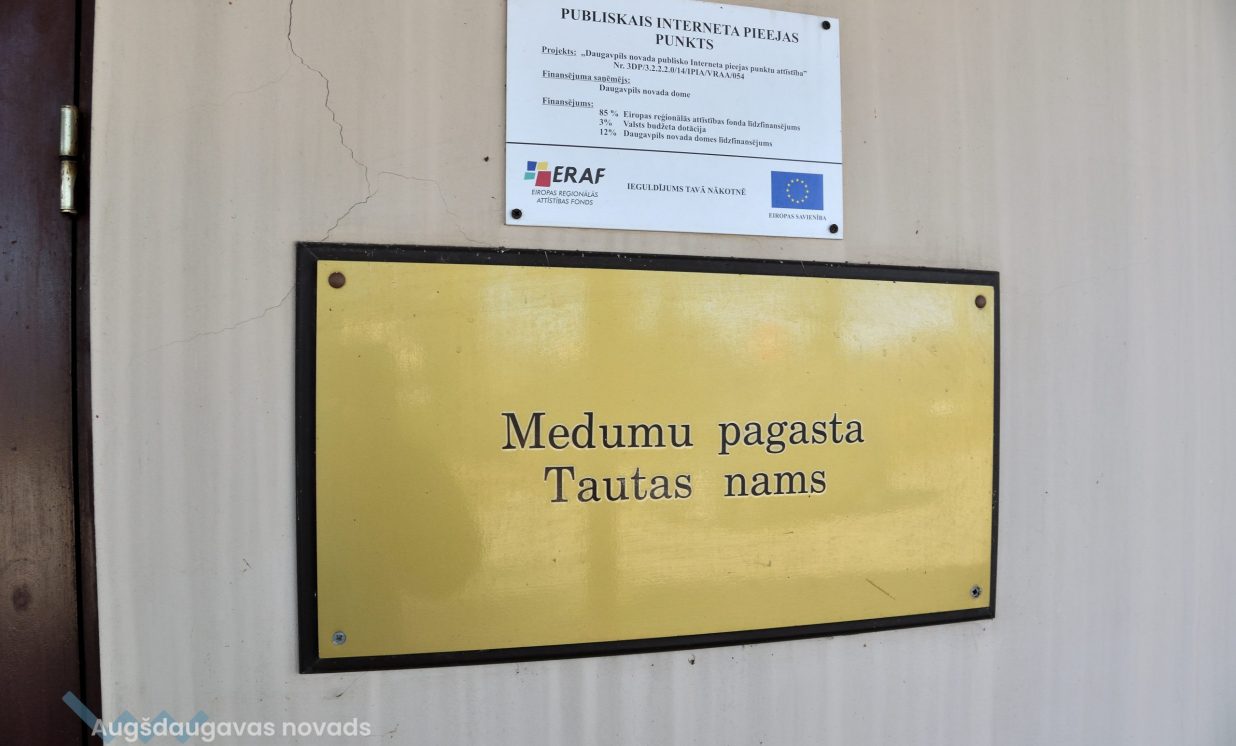 PUBLISKAIS INTERNETA PIEEJAS
PUNKTS
Projekts: „Daugavpils novada publisko Interneta pieejas punktu attīstība”
Nr. 3DP/3.2.2.2.0/14/IPIA/VRAA/054
Finansējuma saņēmējs:
Daugavpils novada dome
Finansējums:
85 % Eiropas reģionālās attīstības fonda līdzfinansējums
3% Valsts budžeta dotācija
12% Daugavpils novada domes līdzfinansējums
ERAF
EIROPAS REĢIONĀLĀS
ATTĪSTĪBAS FONDS
IEGULDĪJUMS TAVĀ NĀKOTNĒ
EIROPAS SAVIENĪBA
Medumu pagasta
Tautas nams
Augšdaugavas novads